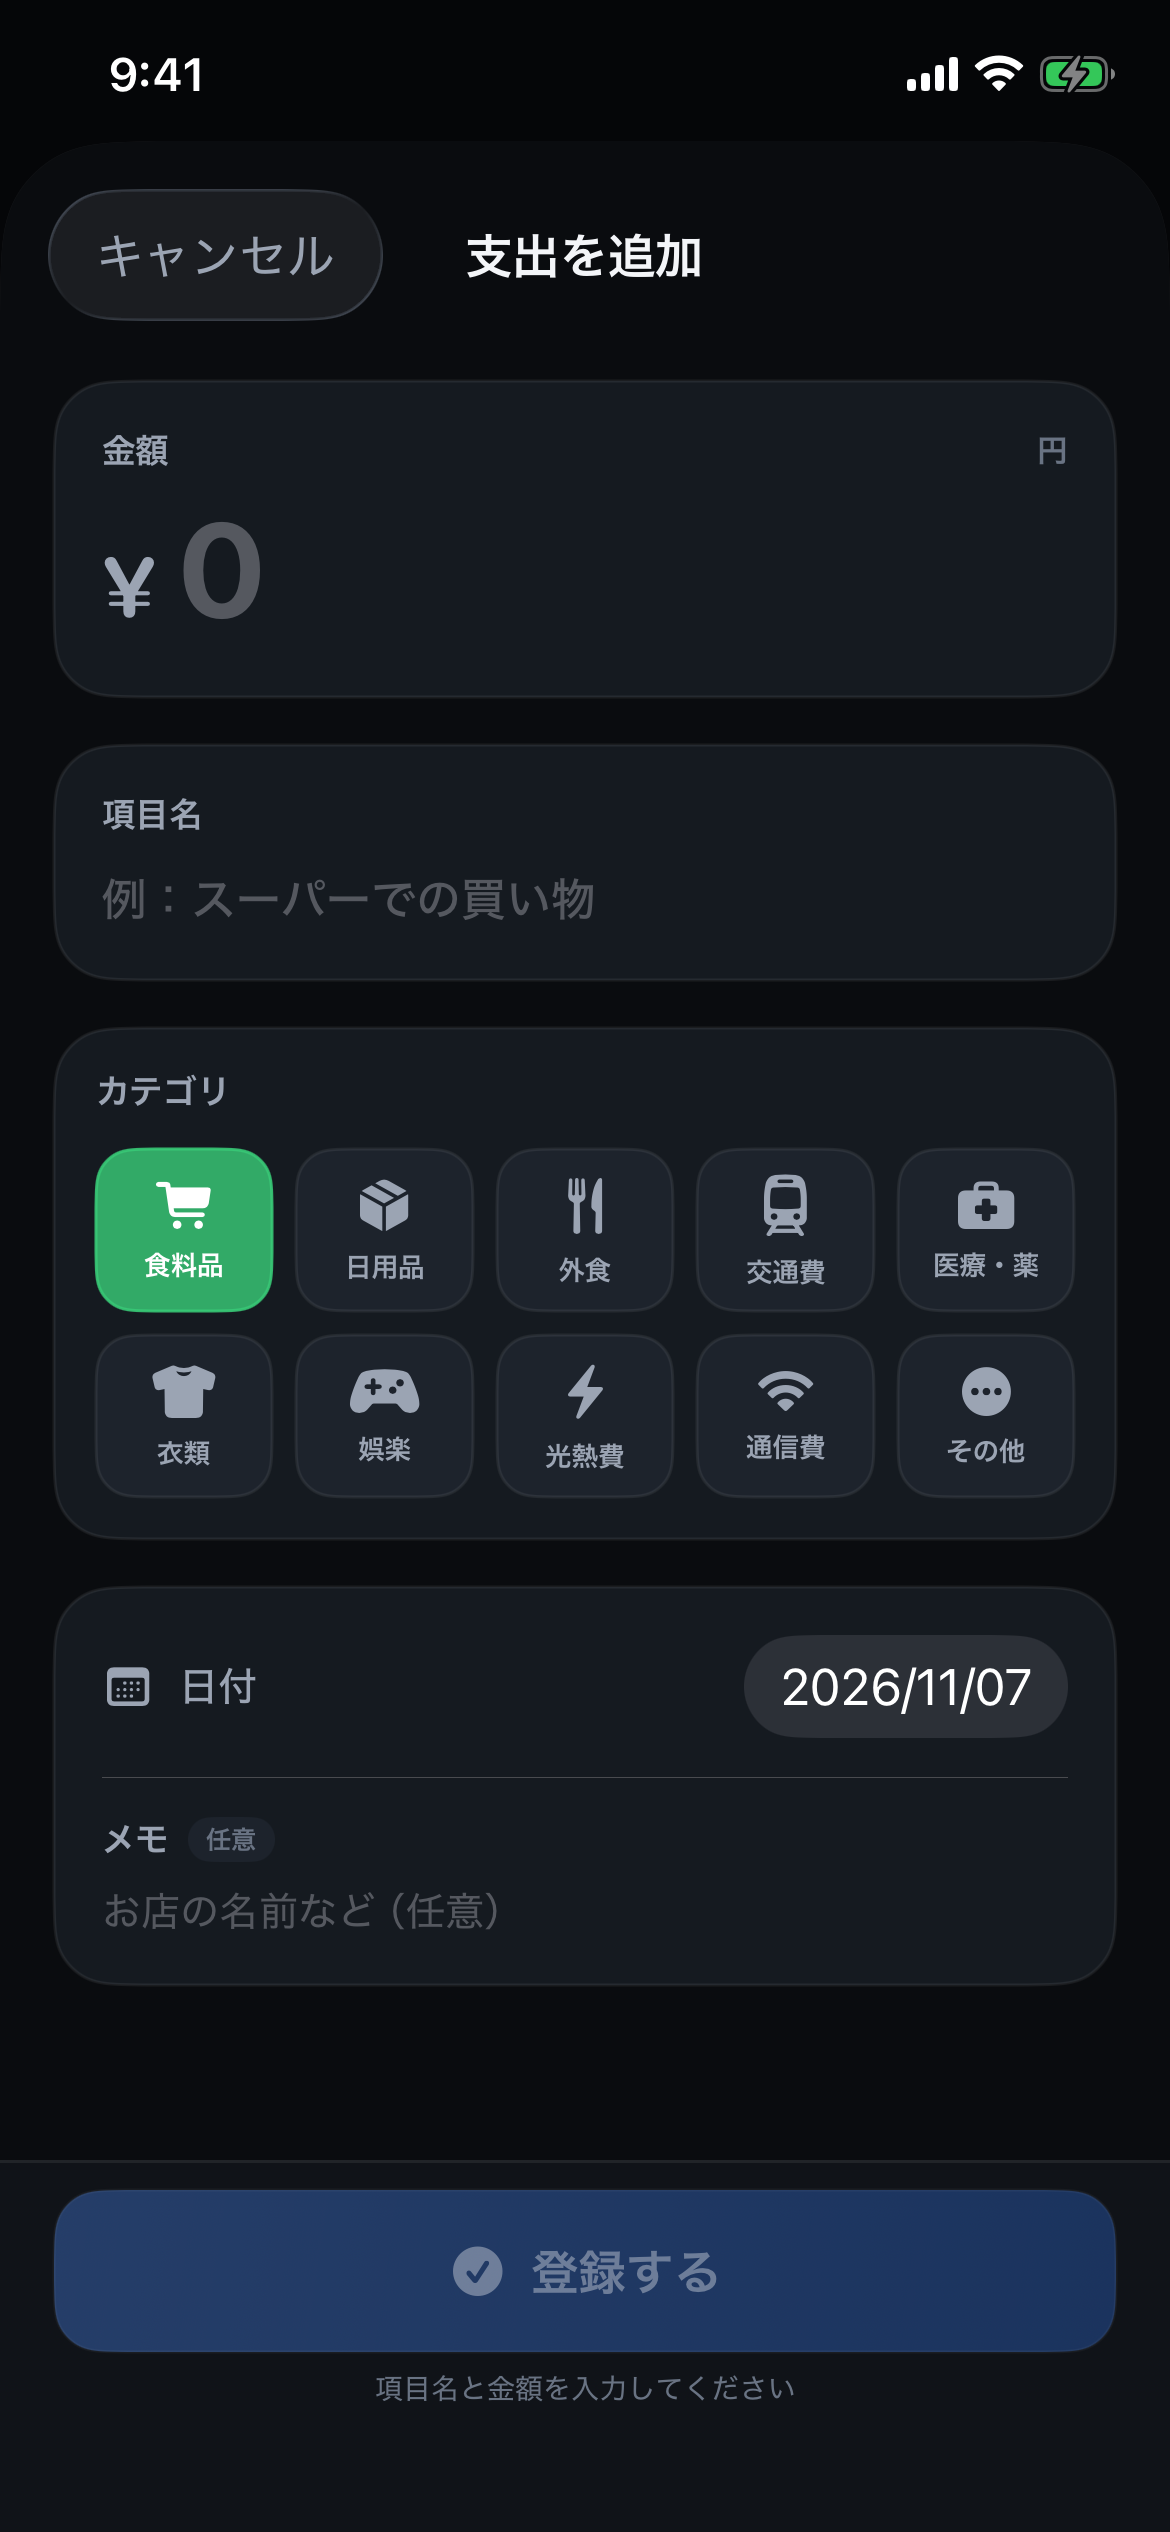 9:41
キャンセル
支出を追加
金額
円
¥ 0
項目名
例：スーパーでの買い物
カテゴリ
食料品
日用品
外食
交通費
医療・薬
衣類
娯楽
光熱費
通信費
その他
日付
2026/11/07
メモ 任意
お店の名前など（任意）
登録する
項目名と金額を入力してください